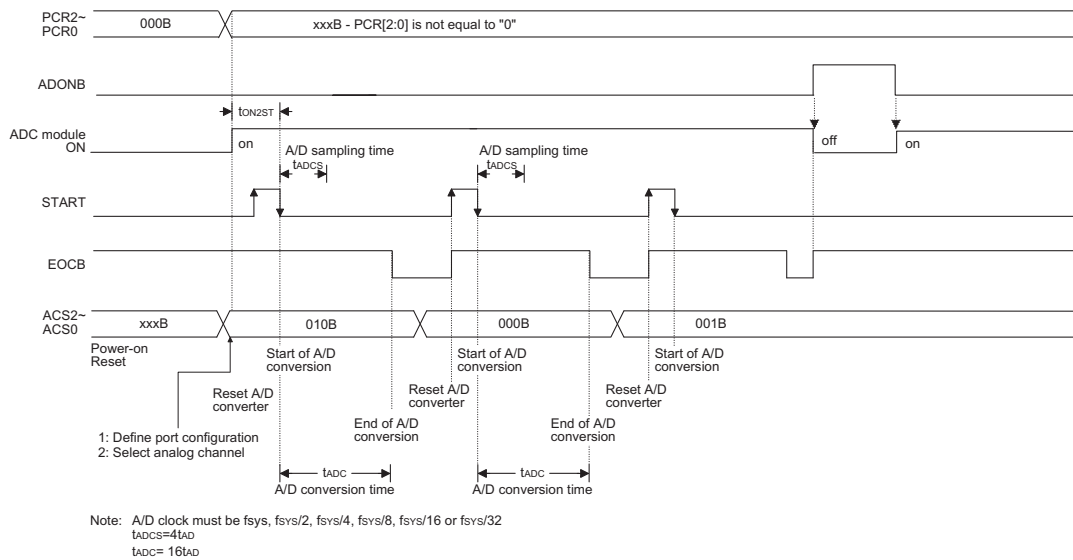 PCR2~
PCR0
000B
xxxB - PCR[2:0] is not equal to "0"
ADONB
tON2ST
ADC module
ON
on
off
on
A/D sampling time
tADCS
A/D sampling time
tADCS
START
EOCB
ACS2~
ACS0
xxxB
010B
000B
001B
Power-on
Reset
Start of A/D
conversion
Start of A/D
conversion
Start of A/D
conversion
Reset A/D
converter
Reset A/D
converter
Reset A/D
converter
End of A/D
conversion
End of A/D
conversion
1: Define port configuration
2: Select analog channel
tADC
A/D conversion time
tADC
A/D conversion time
Note: A/D clock must be fsys, fSYS/2, fSYS/4, fSYS/8, fSYS/16 or fSYS/32
tADCS=4tAD
tADC= 16tAD